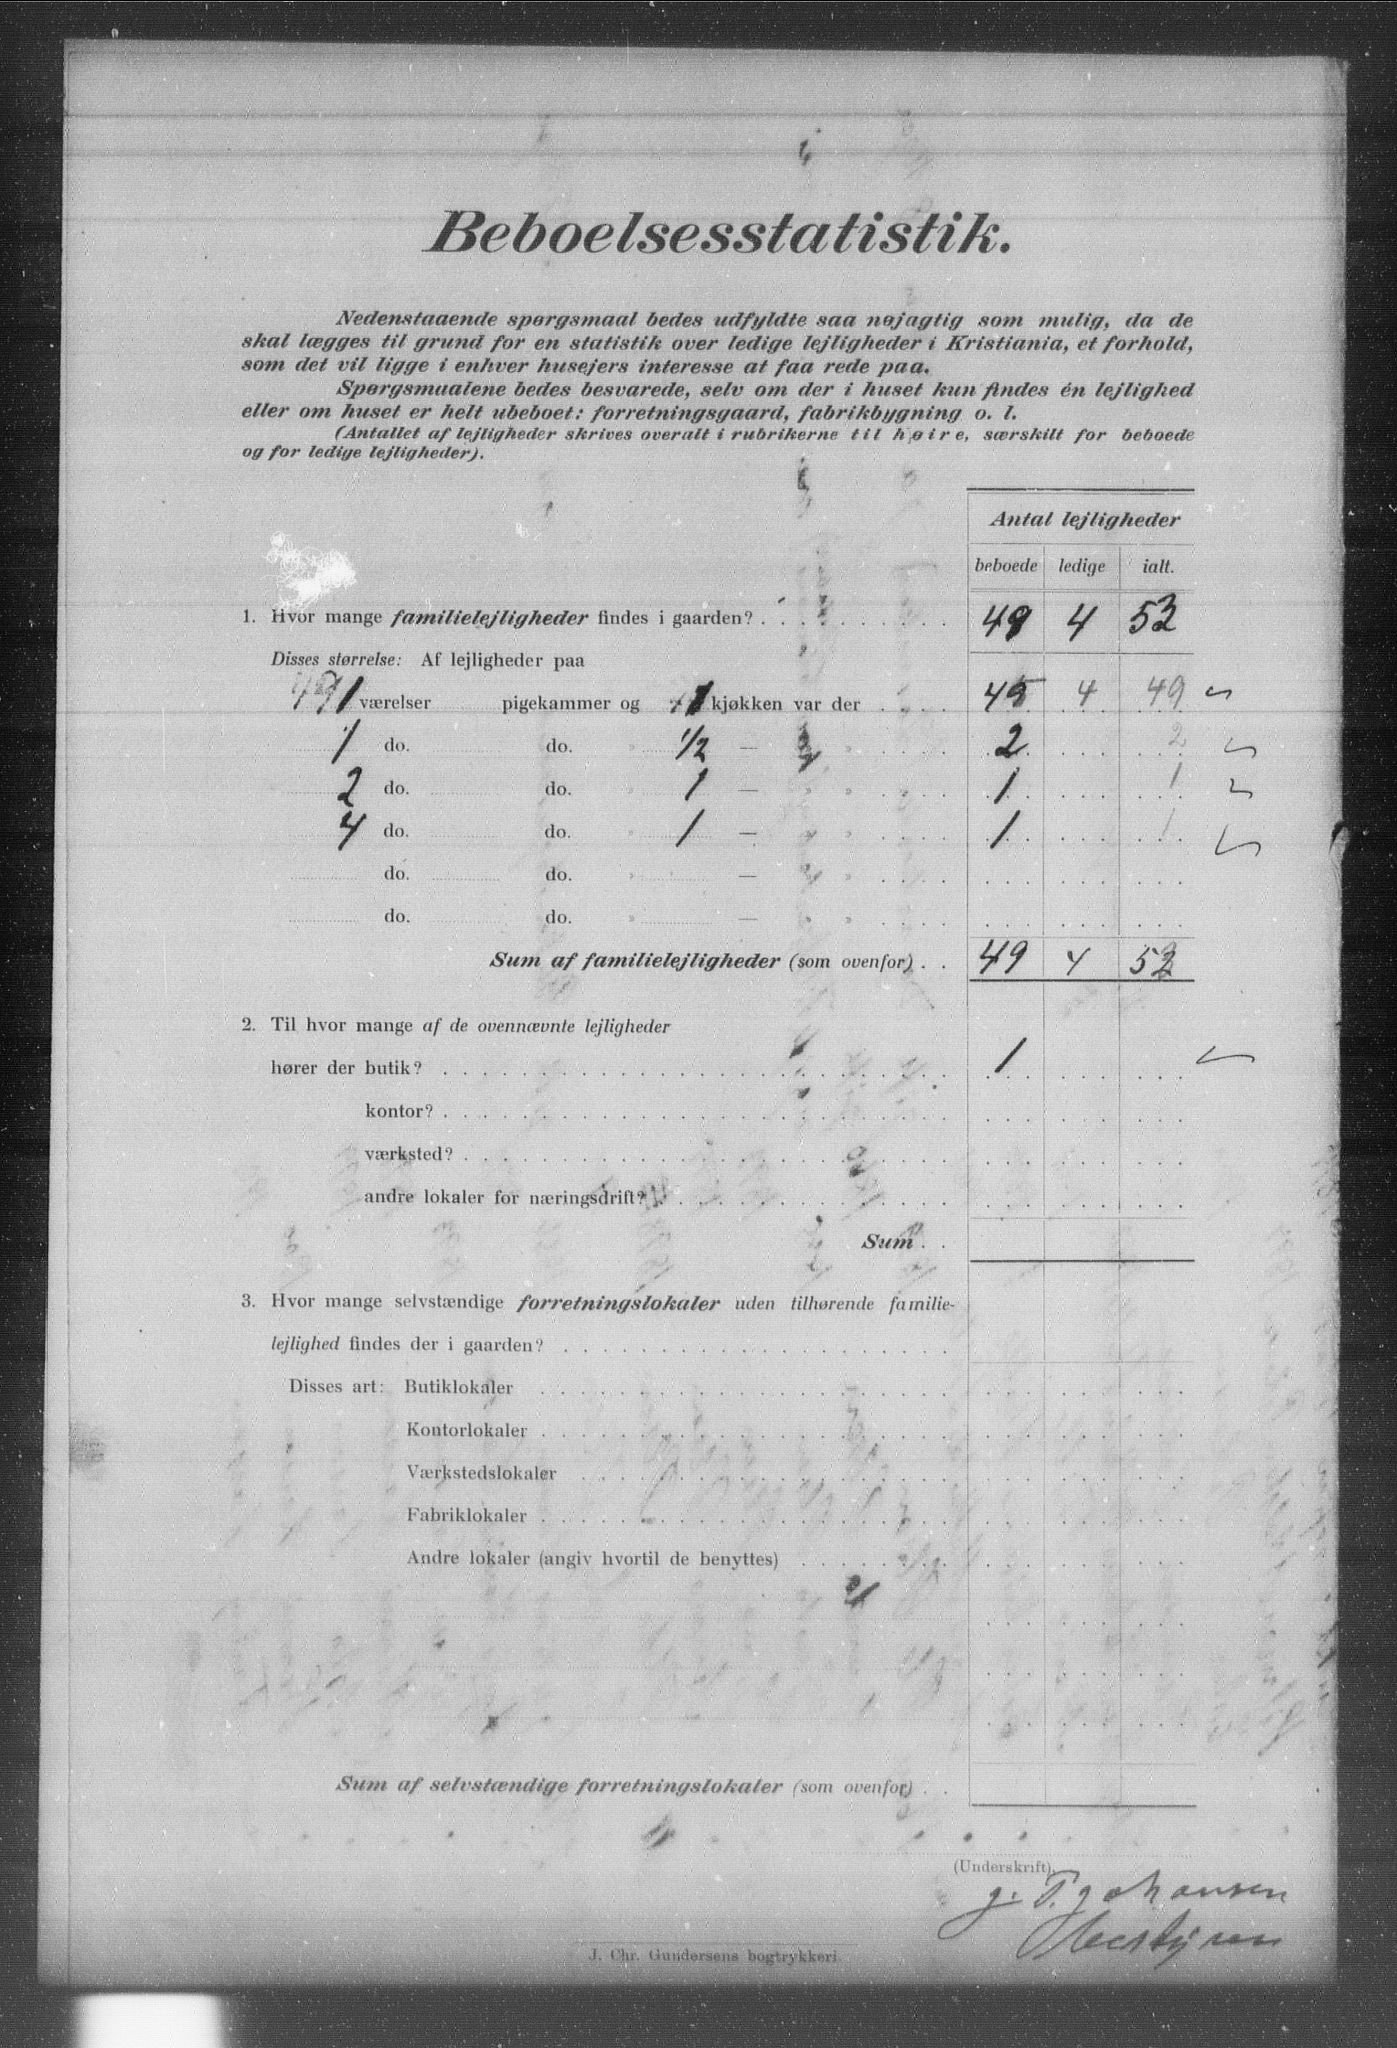 Beboelsesstatistik.
Nedenstaaende spørgsmaal bedes udfyldte saa nøjagtig som mulig, da de
skal lægges til grund for en statistik over ledige lejligheder i Kristiania, et forhold,
som det vil ligge i enhver husejers interesse at faa rede paa.
Spørgsmaalene bedes besvarede, selv om der i huset kun findes én lejlighed
eller om huset er helt ubeboet: forretningsgaard, fabrikbygning o. l.
(Antallet af lejligheder skrives overalt i rubrikerne til høire, særskilt for beboede
og for ledige lejligheder).
Antal lejligheder
beboede ledige ialt.
1. Hvor mange familielejligheder findes i gaarden? 49 4 53
Disses størrelse: Af lejligheder paa
1 værelser pigekammer og 1 kjøkken var der 45 4 49
1 do. do. 1/2 — " " 2 2
2 do. do. 1 — " " 1 1
4 do. do. 1 — " " 1 1
do. do. " — " "
do. do. " — " "
Sum af familielejligheder (som ovenfor) 49 4 53
2. Til hvor mange af de ovennævnte lejligheder
hører der butik? 1
kontor?
værksted?
andre lokaler for næringsdrift?
Sum
3. Hvor mange selvstændige forretningslokaler uden tilhørende familie-
lejlighed findes der i gaarden?
Disses art: Butiklokaler
Kontorlokaler
Værkstedslokaler
Fabriklokaler
Andre lokaler (angiv hvortil de benyttes)
Sum af selvstændige forretningslokaler (som ovenfor)
(Underskrift).
J. Johansen
Bestyrer
J. Chr. Gundersens bogtrykkeri.